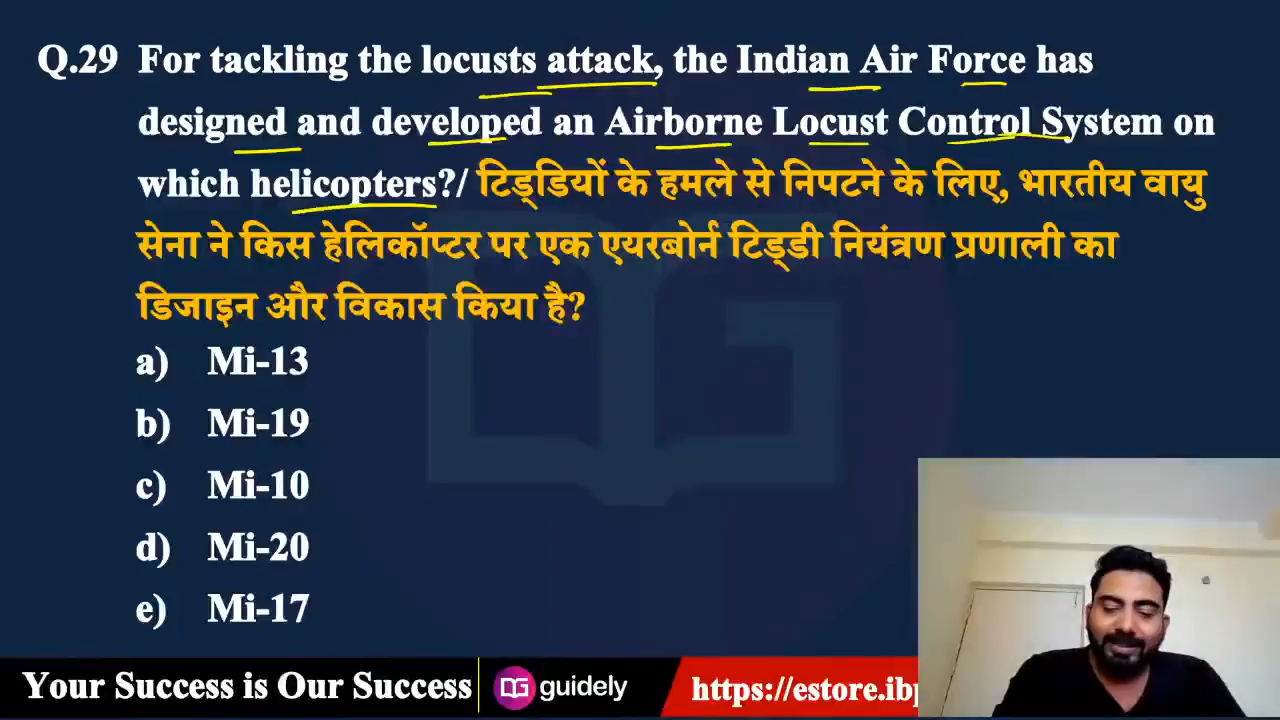 Q.29 For tackling the locusts attack, the Indian Air Force has
designed and developed an Airborne Locust Control System on
which helicopters?/ टिड्डियों के हमले से निपटने के लिए, भारतीय वायु
सेना ने किस हेलिकॉप्टर पर एक एयरबोर्न टिड्डी नियंत्रण प्रणाली का
डिजाइन और विकास किया है?
a) Mi-13
b) Mi-19
c) Mi-10
d) Mi-20
e) Mi-17
Your Success is Our Success guidely https://estore.ibp